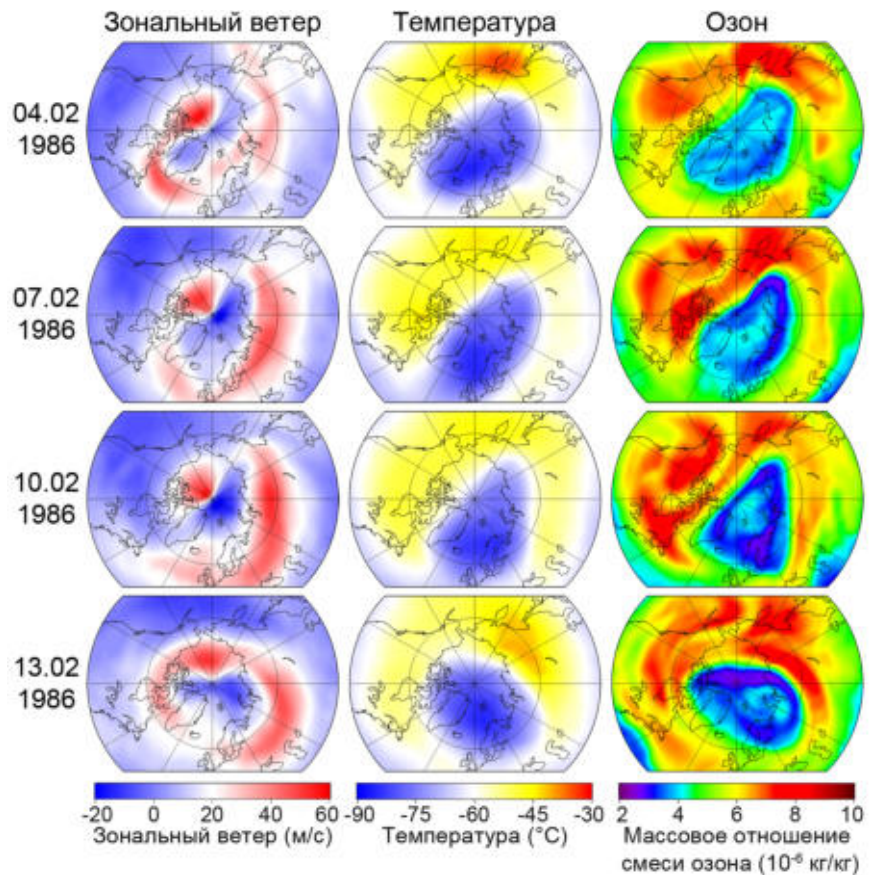 Зональный ветер Температура Озон
04.02
1986
07.02
1986
10.02
1986
13.02
1986
-20 0 20 40 60 -90 -75 -60 -45 -30 2 4 6 8 10
Зональный ветер (м/с) Температура (°C) Массовое отношение
смеси озона (10⁻⁶ кг/кг)